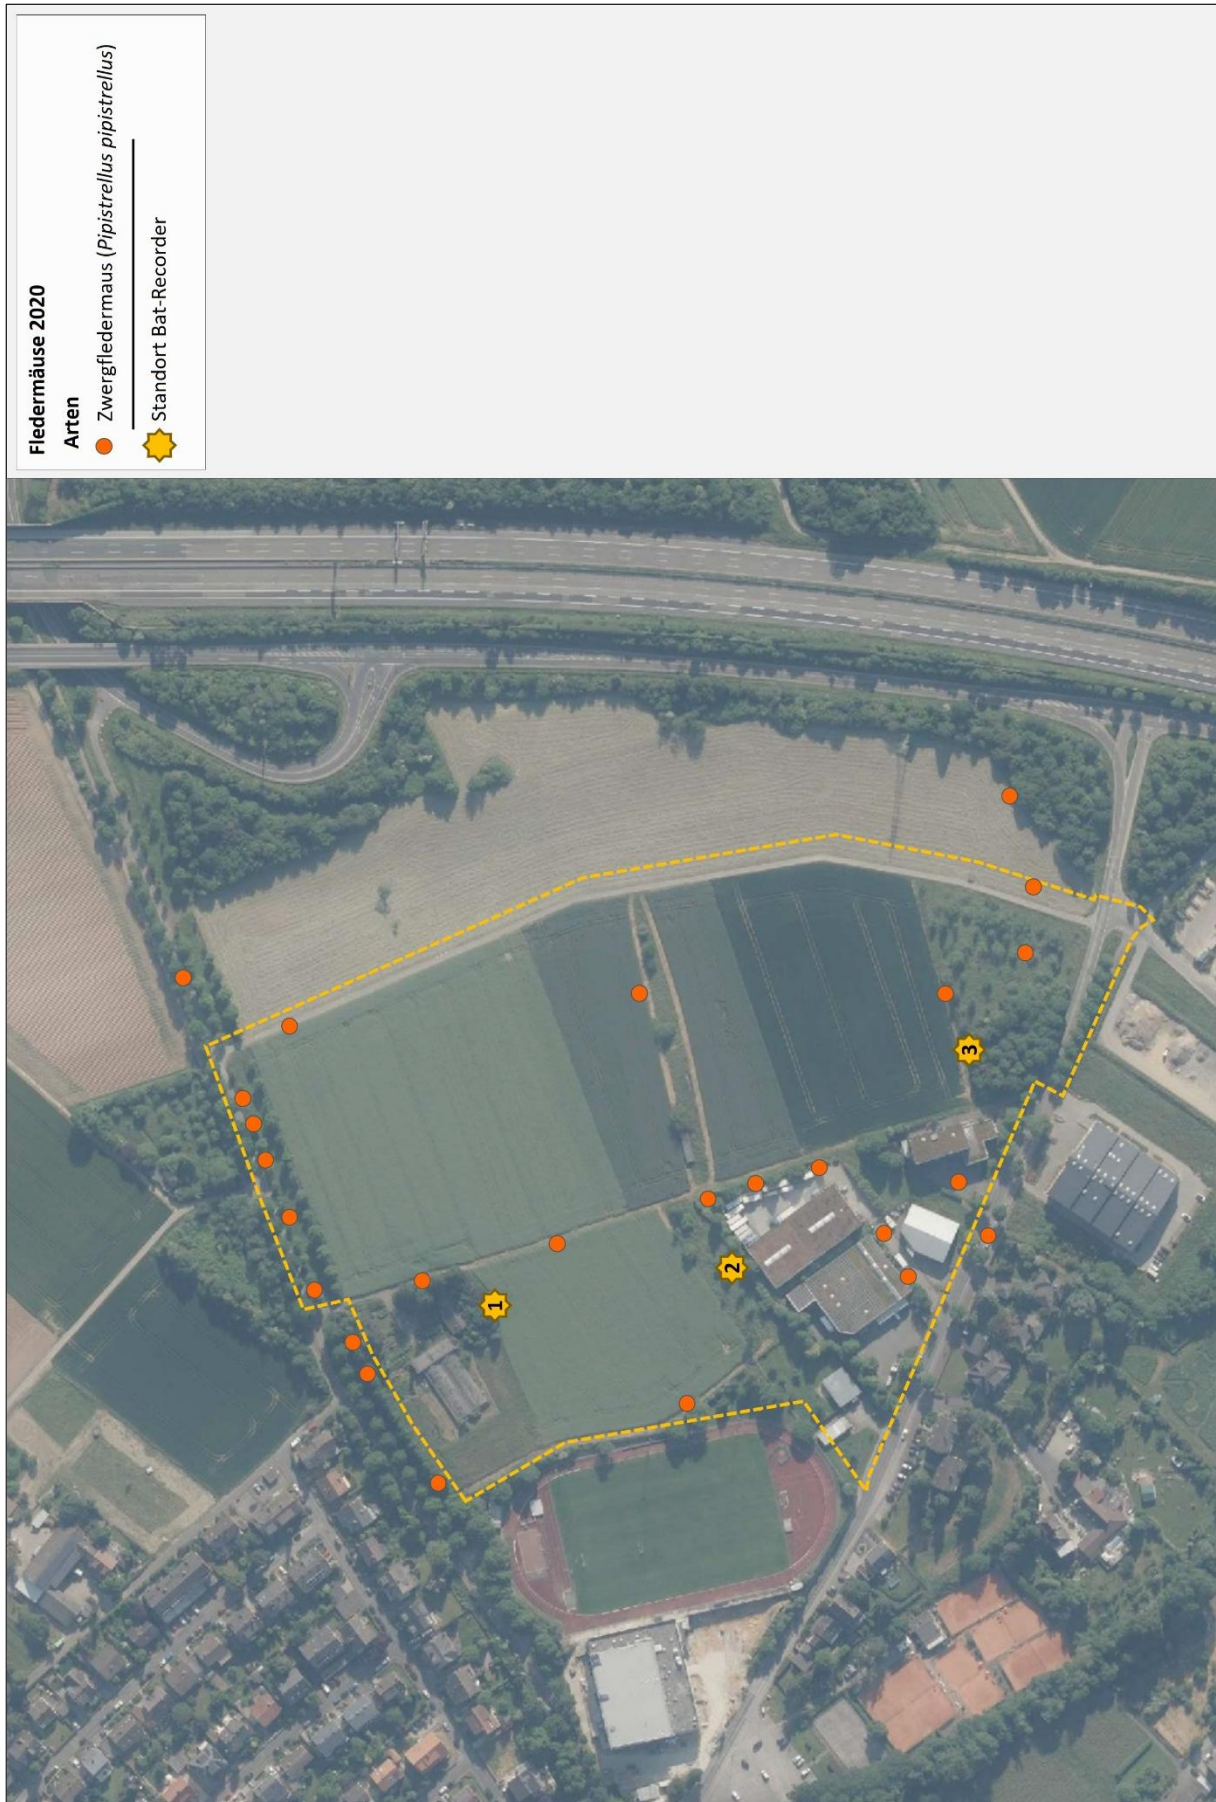 Fledermäuse 2020
Arten
Zwergfledermaus (Pipistrellus pipistrellus)
Standort Bat-Recorder
1
2
3